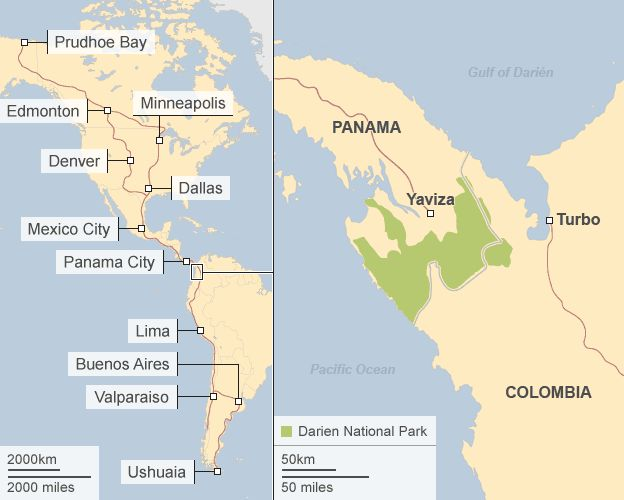 Prudhoe Bay
Edmonton
Minneapolis
Denver
Dallas
Mexico City
Panama City
Lima
Buenos Aires
Valparaiso
Ushuaia
2000km
2000 miles
Gulf of Darién
PANAMA
Yaviza
Turbo
Pacific Ocean
COLOMBIA
Darien National Park
50km
50 miles